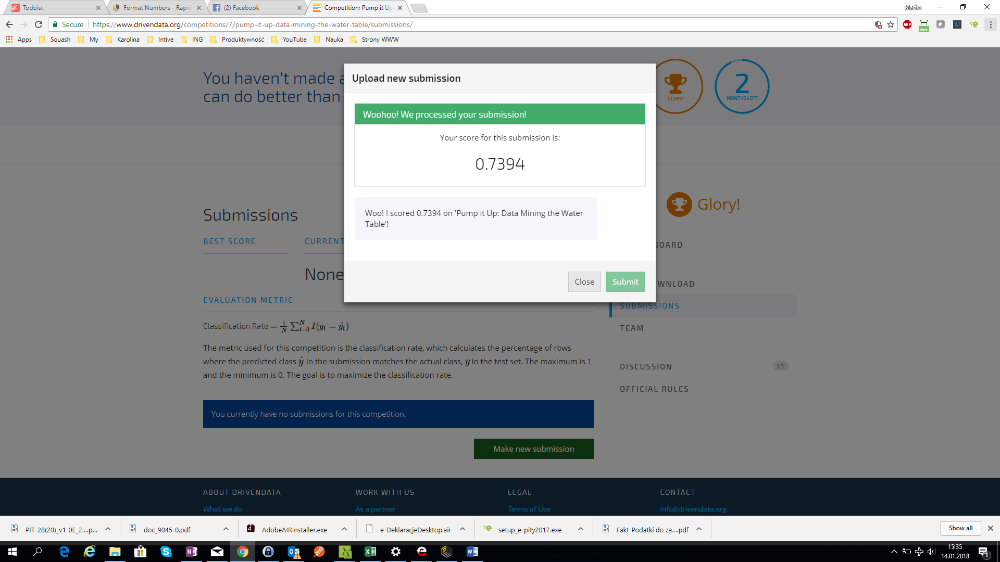 Todoist
Format Numbers - Rapid
(2) Facebook
Competition: Pump it Up
Martin
Secure
https://www.drivendata.org/competitions/7/pump-it-up-data-mining-the-water-table/submissions/
ABP
new
Apps
Squash
My
Karolina
Intive
ING
Produktywność
YouTube
Nauka
Strony WWW
You haven't made a
can do better than
GLORY!
2
MONTHS LEFT
Upload new submission
Woohoo! We processed your submission!
Your score for this submission is:
0.7394
Woo! I scored 0.7394 on 'Pump it Up: Data Mining the Water
Table'!
Close
Submit
Submissions
BEST SCORE
CURRENT
None
Glory!
BOARD
WNLOAD
SUBMISSIONS
TEAM
DISCUSSION
18
OFFICIAL RULES
EVALUATION METRIC
Classification Rate = 1/N ∑_{i=0}^{N} I(y_i = ŷ_i)
The metric used for this competition is the classification rate, which calculates the percentage of rows
where the predicted class ŷ in the submission matches the actual class, y in the test set. The maximum is 1
and the minimum is 0. The goal is to maximize the classification rate.
You currently have no submissions for this competition.
Make new submission
ABOUT DRIVENDATA
WORK WITH US
LEGAL
CONTACT
What we do
As a partner
Terms of Use
info@drivendata.org
PIT-28(20)_v1-0E_2....p...
doc_9045-0.pdf
AdobeAIRInstaller.exe
e-DeklaracjeDesktop.air
setup_e-pity2017.exe
Fakt-Podatki do za....pdf
Show all
15:35
14.01.2018
1